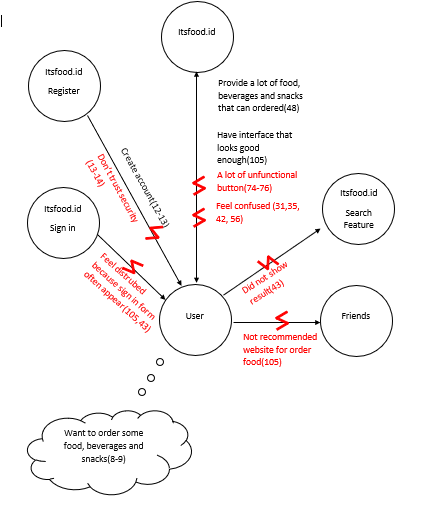 Itsfood.id
Itsfood.id
Register
Provide a lot of food,
beverages and snacks
that can ordered(48)
Have interface that
looks good
enough(105)
A lot of unfunctional
button(74-76)
Feel confused (31,35,
42, 56)
Create account(12-13)
Don't trust security
(13-14)
Itsfood.id
Sign in
Itsfood.id
Search
Feature
Feel distrubed
because sign in form
often appear(105,43)
Did not show
result(43)
User
Friends
Not recommended
website for order
food(105)
Want to order some
food, beverages and
snacks(8-9)